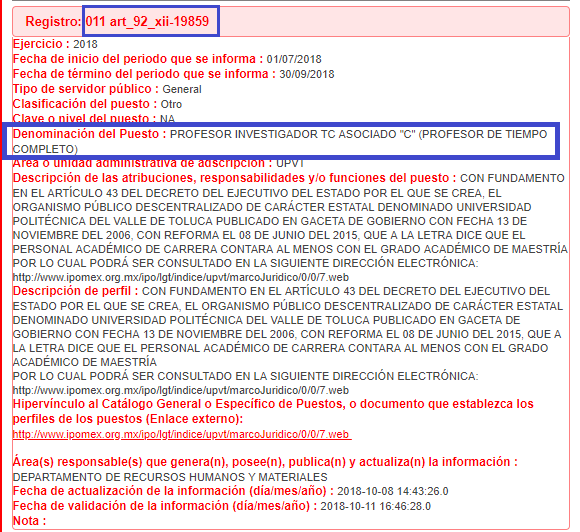 Registro: 011 art_92_xii-19859
Ejercicio : 2018
Fecha de inicio del periodo que se informa : 01/07/2018
Fecha de término del periodo que se informa : 30/09/2018
Tipo de servidor público : General
Clasificación del puesto : Otro
Clave o nivel del puesto : NA
Denominación del Puesto : PROFESOR INVESTIGADOR TC ASOCIADO "C" (PROFESOR DE TIEMPO
COMPLETO)
Área o unidad administrativa de adscripción : UPVT
Descripción de las atribuciones, responsabilidades y/o funciones del puesto : CON FUNDAMENTO
EN EL ARTÍCULO 43 DEL DECRETO DEL EJECUTIVO DEL ESTADO POR EL QUE SE CREA, EL
ORGANISMO PÚBLICO DESCENTRALIZADO DE CARÁCTER ESTATAL DENOMINADO UNIVERSIDAD
POLITÉCNICA DEL VALLE DE TOLUCA PUBLICADO EN GACETA DE GOBIERNO CON FECHA 13 DE
NOVIEMBRE DEL 2006, CON REFORMA EL 08 DE JUNIO DEL 2015, QUE A LA LETRA DICE QUE EL
PERSONAL ACADÉMICO DE CARRERA CONTARA AL MENOS CON EL GRADO ACADÉMICO DE MAESTRÍA
POR LO CUAL PODRÁ SER CONSULTADO EN LA SIGUIENTE DIRECCIÓN ELECTRÓNICA:
http://www.ipomex.org.mx/ipo/lgt/indice/upvt/marcoJuridico/0/0/7.web
Descripción de perfil : CON FUNDAMENTO EN EL ARTÍCULO 43 DEL DECRETO DEL EJECUTIVO DEL
ESTADO POR EL QUE SE CREA, EL ORGANISMO PÚBLICO DESCENTRALIZADO DE CARÁCTER ESTATAL
DENOMINADO UNIVERSIDAD POLITÉCNICA DEL VALLE DE TOLUCA PUBLICADO EN GACETA DE
GOBIERNO CON FECHA 13 DE NOVIEMBRE DEL 2006, CON REFORMA EL 08 DE JUNIO DEL 2015, QUE A
LA LETRA DICE QUE EL PERSONAL ACADÉMICO DE CARRERA CONTARA AL MENOS CON EL GRADO
ACADÉMICO DE MAESTRÍA
POR LO CUAL PODRÁ SER CONSULTADO EN LA SIGUIENTE DIRECCIÓN ELECTRÓNICA:
http://www.ipomex.org.mx/ipo/lgt/indice/upvt/marcoJuridico/0/0/7.web
Hipervínculo al Catálogo General o Específico de Puestos, o documento que establezca los
perfiles de los puestos (Enlace externo):
http://www.ipomex.org.mx/ipo/lgt/indice/upvt/marcoJuridico/0/0/7.web
Área(s) responsable(s) que genera(n), posee(n), publica(n) y actualiza(n) la información :
DEPARTAMENTO DE RECURSOS HUMANOS Y MATERIALES
Fecha de actualización de la información (día/mes/año) : 2018-10-08 14:43:26.0
Fecha de validación de la información (día/mes/año) : 2018-10-11 16:46:28.0
Nota :